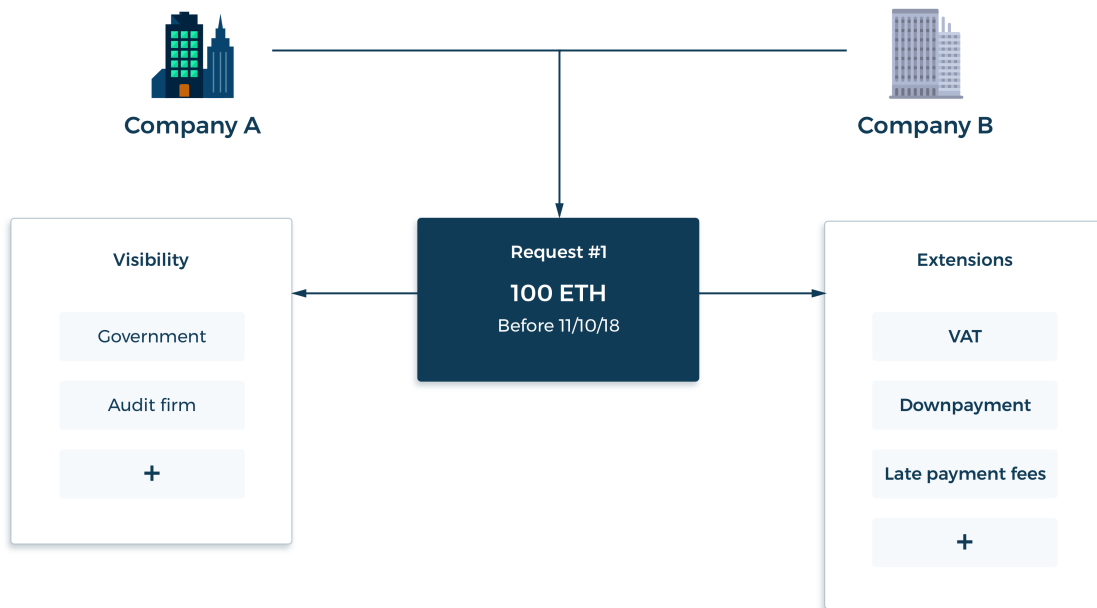 Company A
Company B
Visibility
Government
Audit firm
+
Request #1
100 ETH
Before 11/10/18
Extensions
VAT
Downpayment
Late payment fees
+